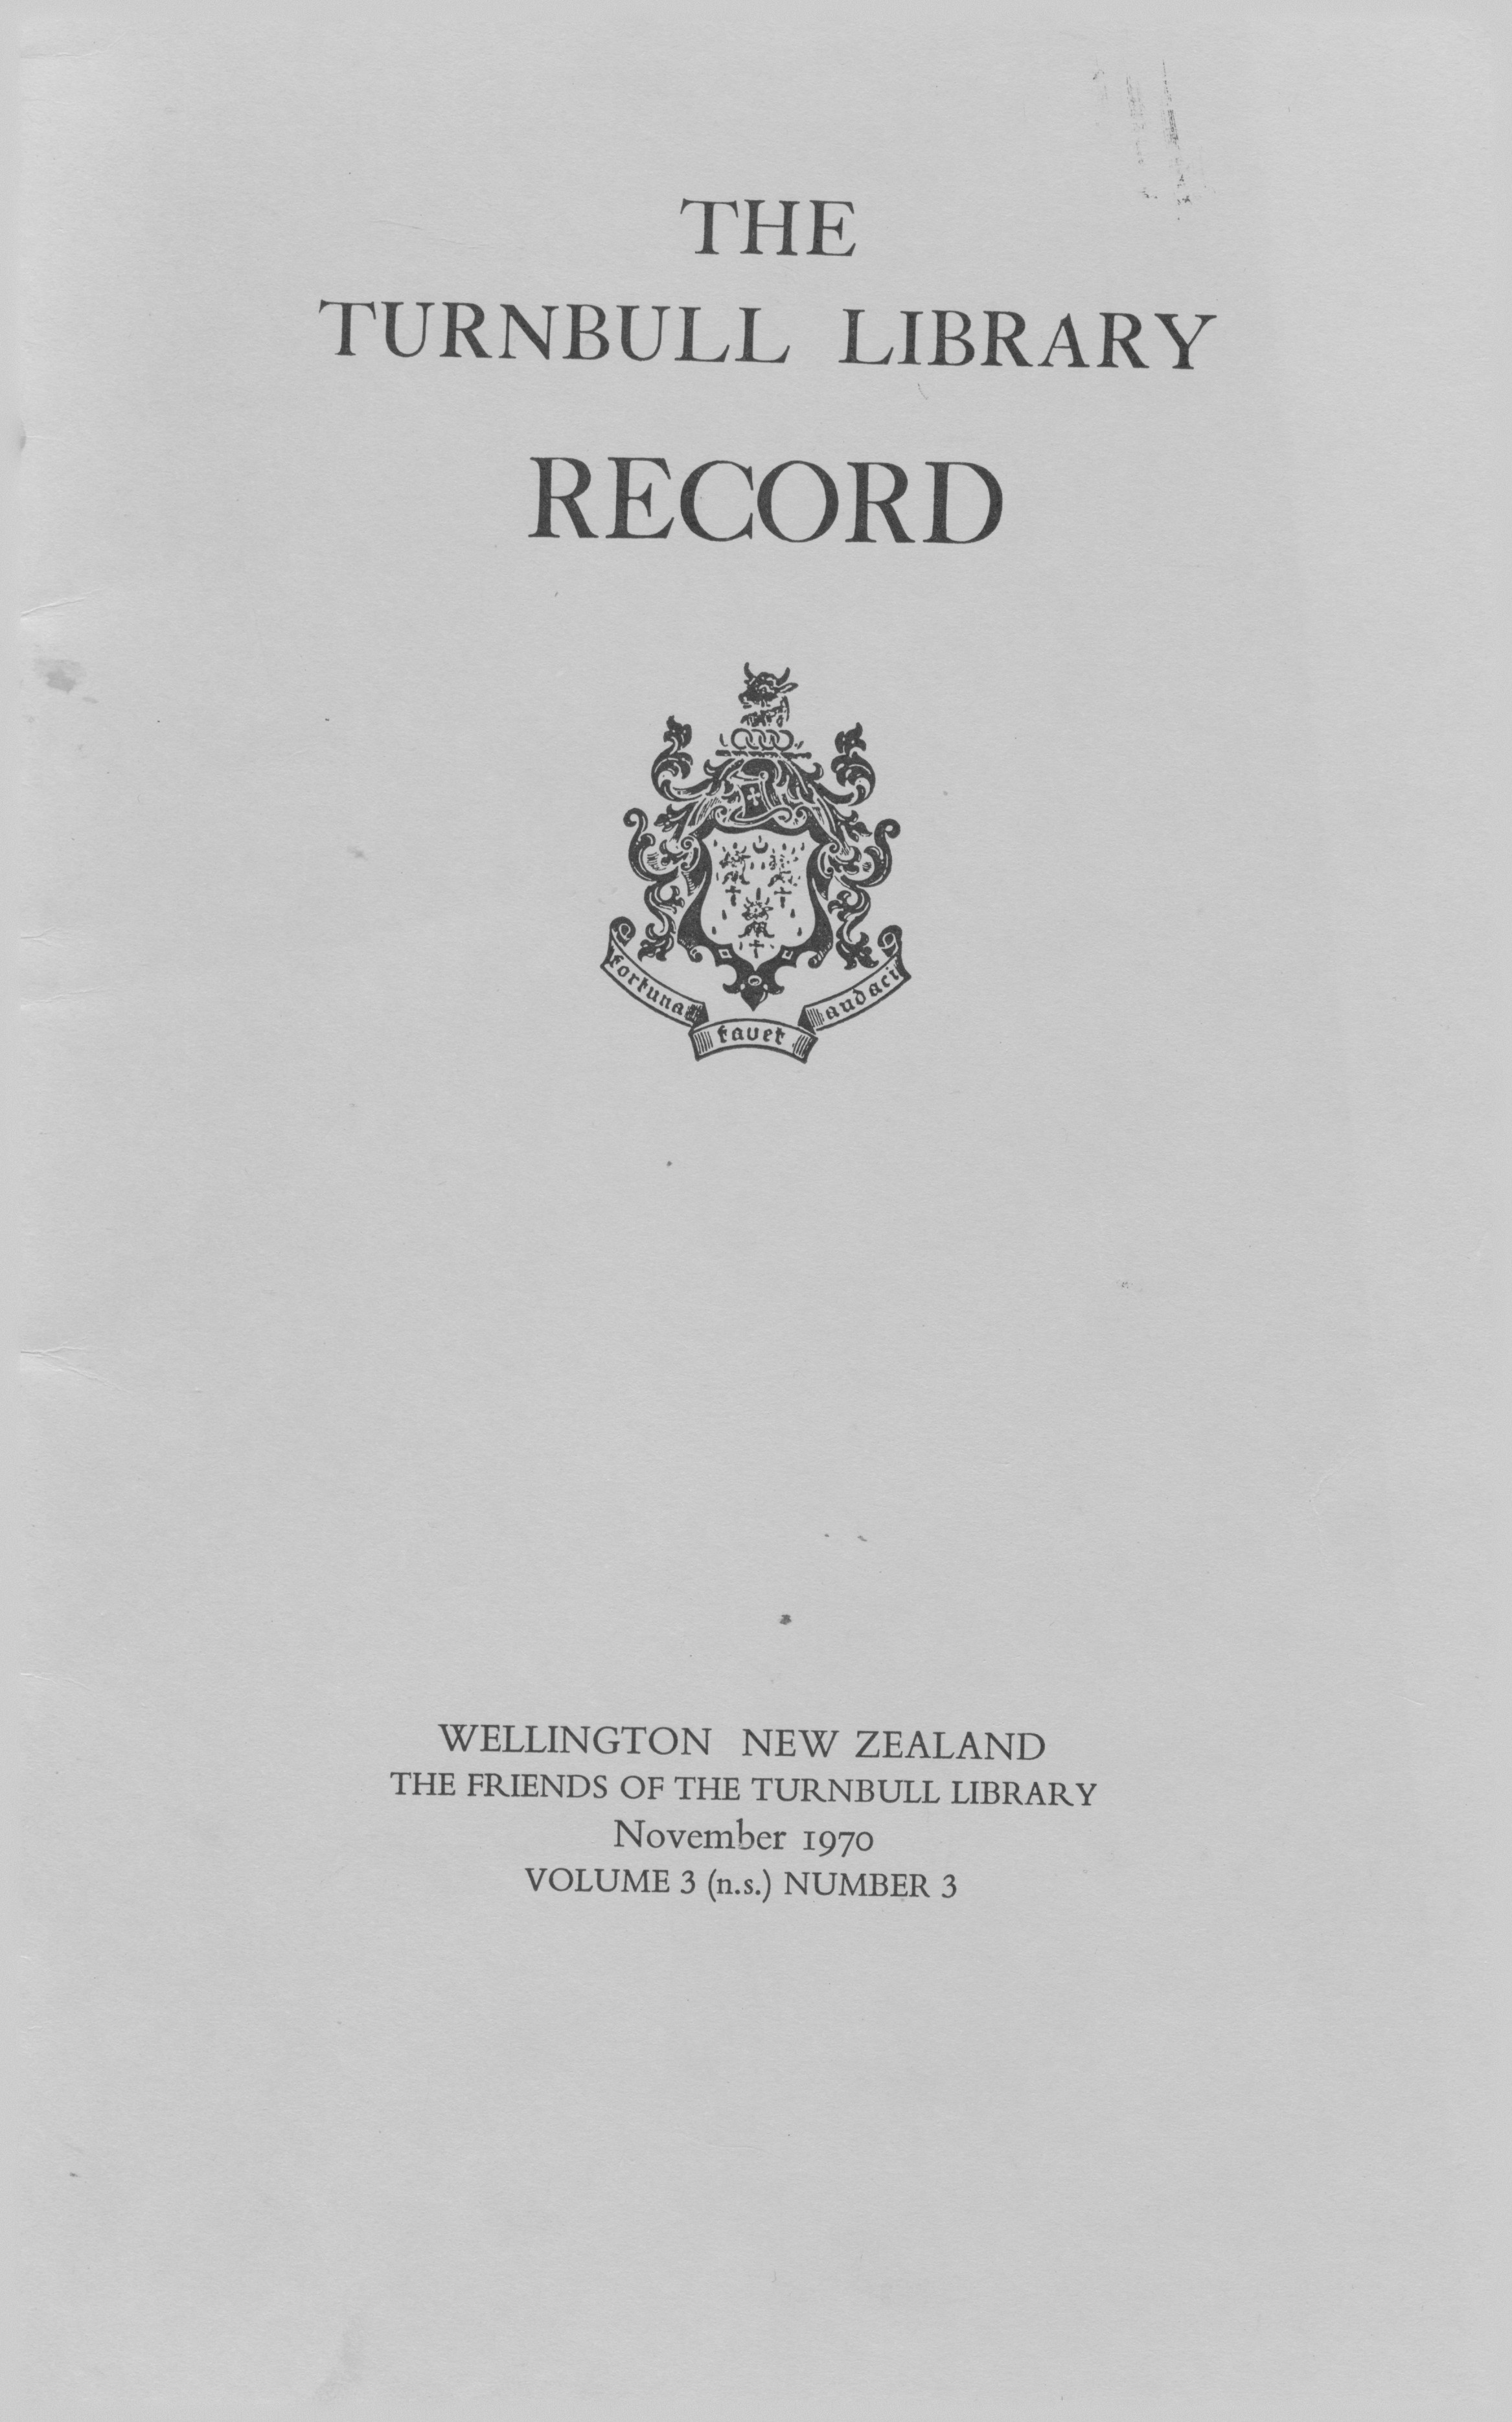 THE
TURNBULL LIBRARY
RECORD
fortuna
favet
audaci
WELLINGTON NEW ZEALAND
THE FRIENDS OF THE TURNBULL LIBRARY
November 1970
VOLUME 3 (n.s.) NUMBER 3